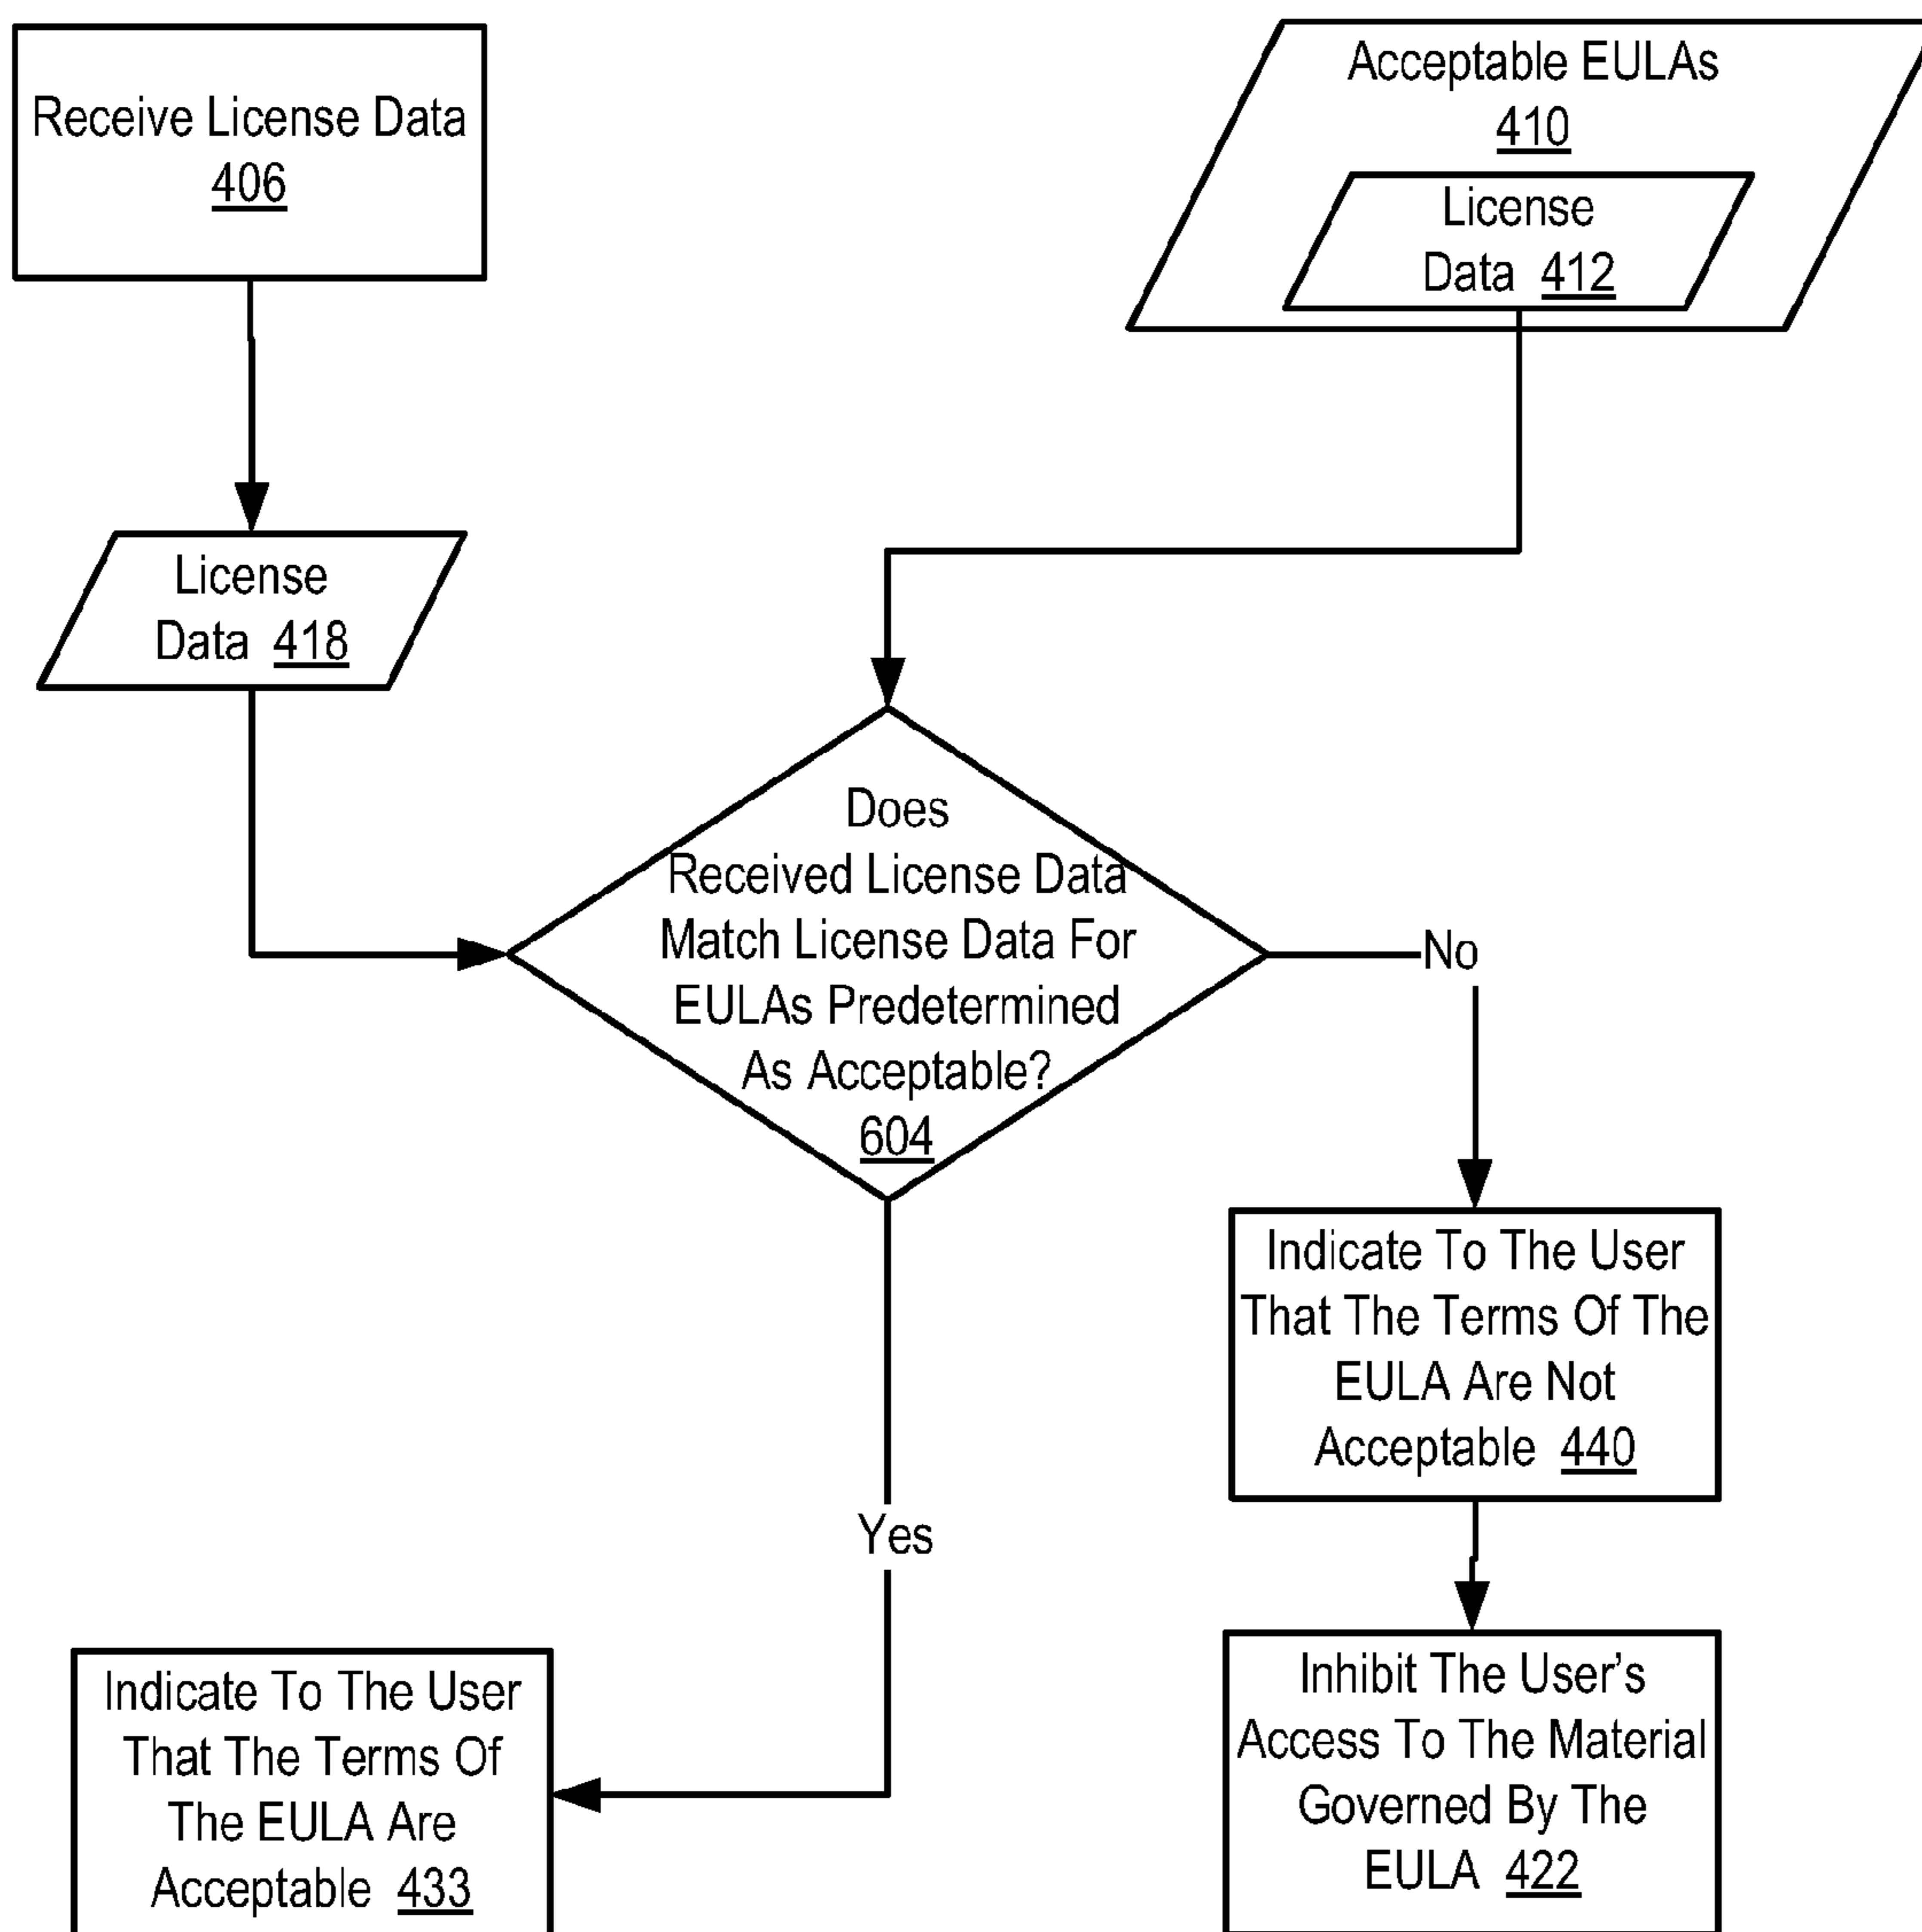 Receive License Data
406
Acceptable EULAs
410
License
Data 412
License
Data 418
Does
Received License Data
Match License Data For
EULAs Predetermined
As Acceptable?
604
No
Indicate To The User
That The Terms Of The
EULA Are Not
Acceptable 440
Yes
Indicate To The User
That The Terms Of
The EULA Are
Acceptable 433
Inhibit The User’s
Access To The Material
Governed By The
EULA 422